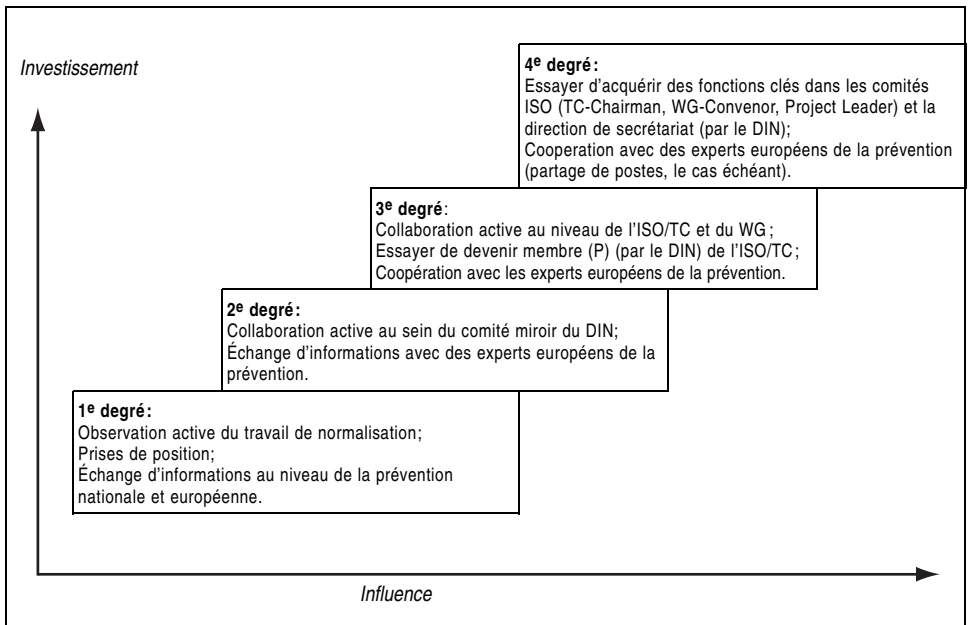 Investissement
4e degré:
Essayer d'acquérir des fonctions clés dans les comités
ISO (TC-Chairman, WG-Convenor, Project Leader) et la
direction de secrétariat (par le DIN);
Cooperation avec des experts européens de la prévention
(partage de postes, le cas échéant).
3e degré:
Collaboration active au niveau de l'ISO/TC et du WG;
Essayer de devenir membre (P) (par le DIN) de l'ISO/TC;
Coopération avec les experts européens de la prévention.
2e degré:
Collaboration active au sein du comité miroir du DIN;
Échange d'informations avec des experts européens de la
prévention.
1e degré:
Observation active du travail de normalisation;
Prises de position;
Échange d'informations au niveau de la prévention
nationale et européenne.
Influence